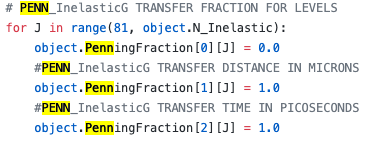 # PENN_InelasticG TRANSFER FRACTION FOR LEVELS
for J in range(81, object.N_Inelastic):
    object.PenningFraction[0][J] = 0.0
    #PENN_InelasticG TRANSFER DISTANCE IN MICRONS
    object.PenningFraction[1][J] = 1.0
    #PENN_InelasticG TRANSFER TIME IN PICOSECONDS
    object.PenningFraction[2][J] = 1.0